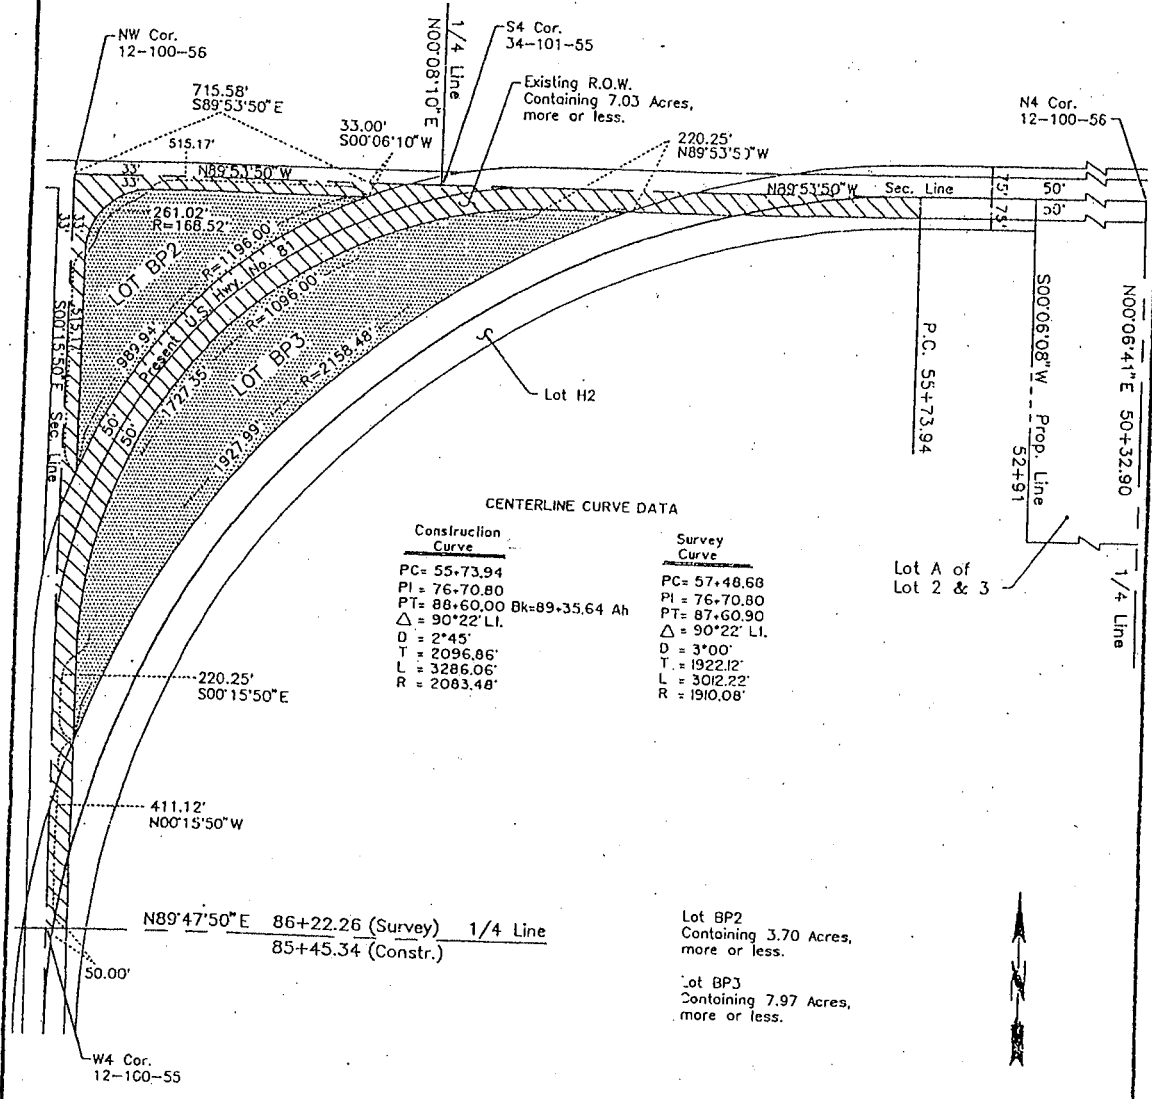 NW Cor.
12-100-56
1/4 Line
N00°08'10"E
S4 Cor.
34-101-55
Existing R.O.W.
Containing 7.03 Acres,
more or less.
N4 Cor.
12-100-56
715.58'
S89°53'50"E
33.00'
S00°06'10"W
220.25'
N89°53'50"W
515.17'
N89°53'50"W
33'
33'
33'
33'
N89°53'50"W Sec. Line
75'
75'
50'
50'
261.02'
R=168.52'
LOT BP2
R=1196.00'
989.94'
Present U.S. Hwy. No. 81
R=1096.00'
1727.35'
LOT BP3
R=2158.48'
1927.99'
50'
50'
515.17'
S00°15'50"E Sec. Line
Lot H2
P.C. 55+73.94
S00°06'08"W Prop. Line
52+91
N00°06'41"E 50+32.90
1/4 Line
Lot A of
Lot 2 & 3
CENTERLINE CURVE DATA
Construction
Curve
PC= 55+73.94
PI = 76+70.80
PT= 88+60.00 Bk=89+35.64 Ah
△ = 90°22' Lt.
D = 2°45'
T = 2096.86'
L = 3286.06'
R = 2083.48'
Survey
Curve
PC= 57+48.68
PI = 76+70.80
PT= 87+60.90
△ = 90°22' Lt.
D = 3°00'
T = 1922.12'
L = 3012.22'
R = 1910.08'
220.25'
S00°15'50"E
411.12'
N00°15'50"W
N89°47'50"E 86+22.26 (Survey) 1/4 Line
85+45.34 (Constr.)
50.00'
W4 Cor.
12-100-55
Lot BP2
Containing 3.70 Acres,
more or less.
Lot BP3
Containing 7.97 Acres,
more or less.
N